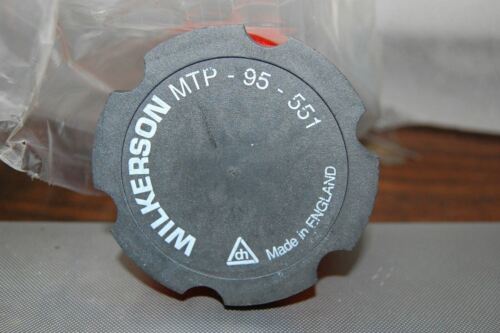 WILKERSON
MTP - 95 - 551
dh
Made in ENGLAND